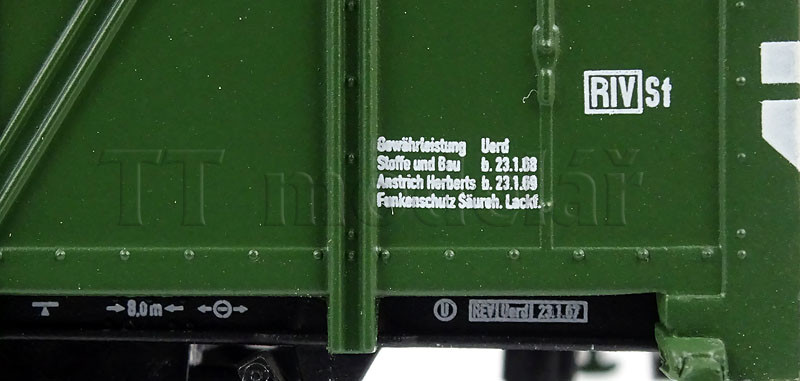 RIV St
Gewährleistung Uerd
Stoffe und Bau b. 23.1.68
Anstrich Herberts b. 23.1.69
Funkenschutz Säureh. Lackf.
TT modelář
8,0m U REV Uerd 23.1.67